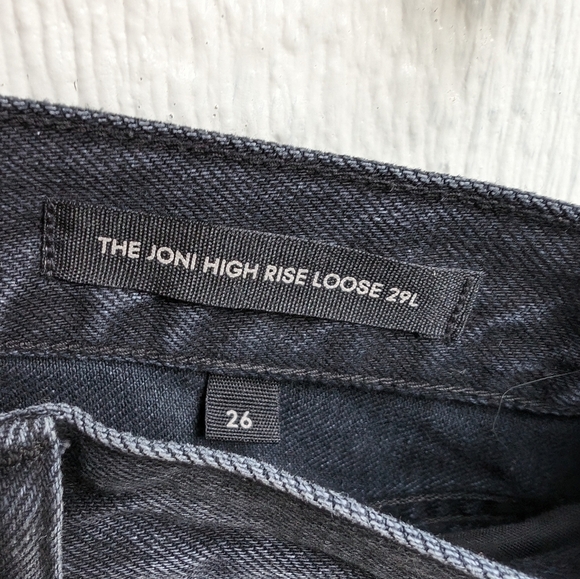 THE JONI HIGH RISE LOOSE 29L
26